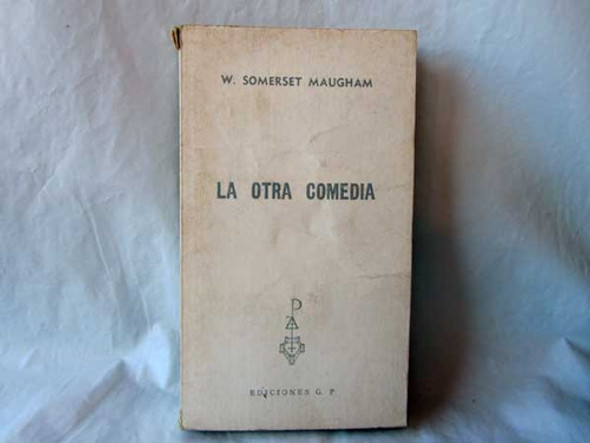 W. SOMERSET MAUGHAM
LA OTRA COMEDIA
P
Z
EDICIONES G. P